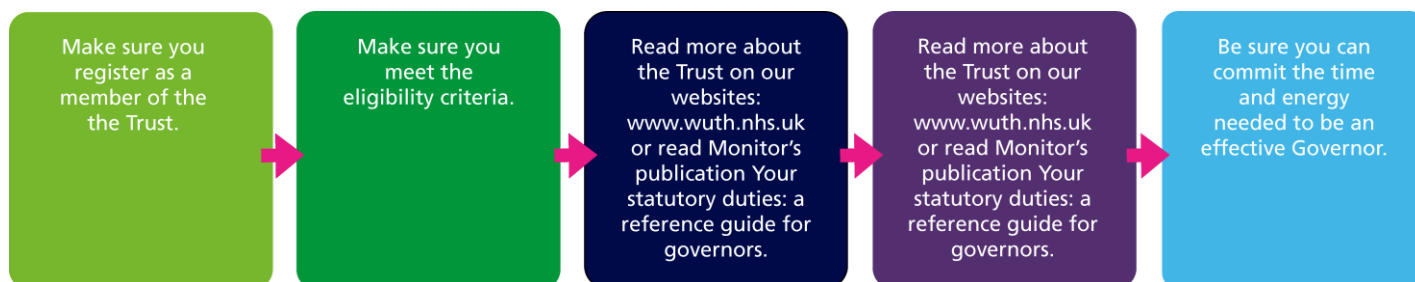 Make sure you
register as a
member of the
the Trust.
Make sure you
meet the
eligibility criteria.
Read more about
the Trust on our
websites:
www.wuth.nhs.uk
or read Monitor’s
publication Your
statutory duties: a
reference guide for
governors.
Read more about
the Trust on our
websites:
www.wuth.nhs.uk
or read Monitor’s
publication Your
statutory duties: a
reference guide for
governors.
Be sure you can
commit the time
and energy
needed to be an
effective Governor.